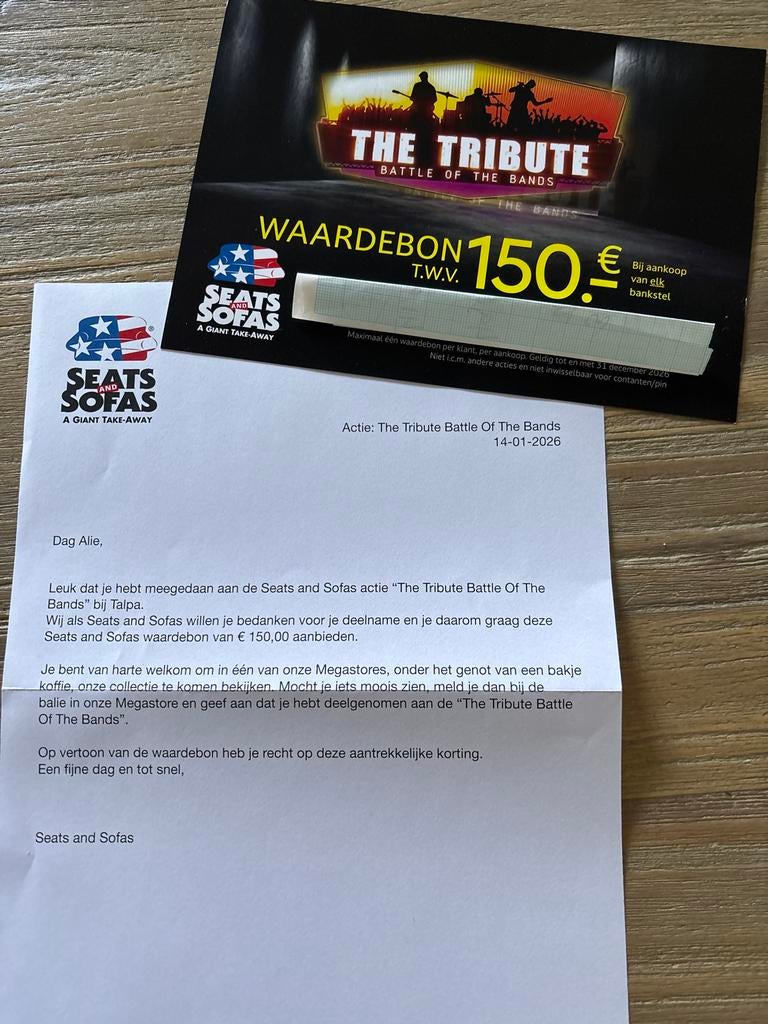 THE TRIBUTE
BATTLE OF THE BANDS
THE BANDS
WAARDEBON
T.W.V. 150.- €
Bij aankoop
van elk
bankstel
SEATS
AND
SOFAS
A GIANT TAKE-AWAY
Maximaal één waardebon per klant, per aankoop. Geldig tot en met 31 december 2026
Niet i.c.m. andere acties en niet inwisselbaar voor contanten/pin
SEATS
AND
SOFAS
®
A GIANT TAKE-AWAY
Actie: The Tribute Battle Of The Bands
14-01-2026
Dag Alie,
Leuk dat je hebt meegedaan aan de Seats and Sofas actie “The Tribute Battle Of The
Bands” bij Talpa.
Wij als Seats and Sofas willen je bedanken voor je deelname en je daarom graag deze
Seats and Sofas waardebon van € 150,00 aanbieden.
Je bent van harte welkom om in één van onze Megastores, onder het genot van een bakje
koffie, onze collectie te komen bekijken. Mocht je iets moois zien, meld je dan bij de
balie in onze Megastore en geef aan dat je hebt deelgenomen aan de “The Tribute Battle
Of The Bands”.
Op vertoon van de waardebon heb je recht op deze aantrekkelijke korting.
Een fijne dag en tot snel,
Seats and Sofas